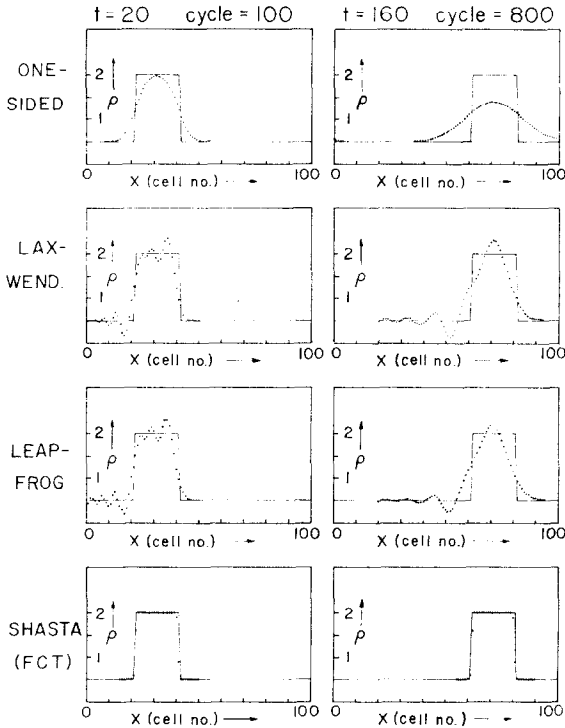 t = 20 cycle = 100 t = 160 cycle = 800
ONE-
SIDED
2 ρ 1
0 100
X (cell no.)
2 ρ 1
0 100
X (cell no.)
LAX-
WEND.
2 ρ 1
0 100
X (cell no.)
2 ρ 1
0 100
X (cell no.)
LEAP-
FROG
2 ρ 1
0 100
X (cell no.)
2 ρ 1
0 100
X (cell no.)
SHASTA
(FCT)
2 ρ 1
0 100
X (cell no.)
2 ρ 1
0 100
X (cell no.)